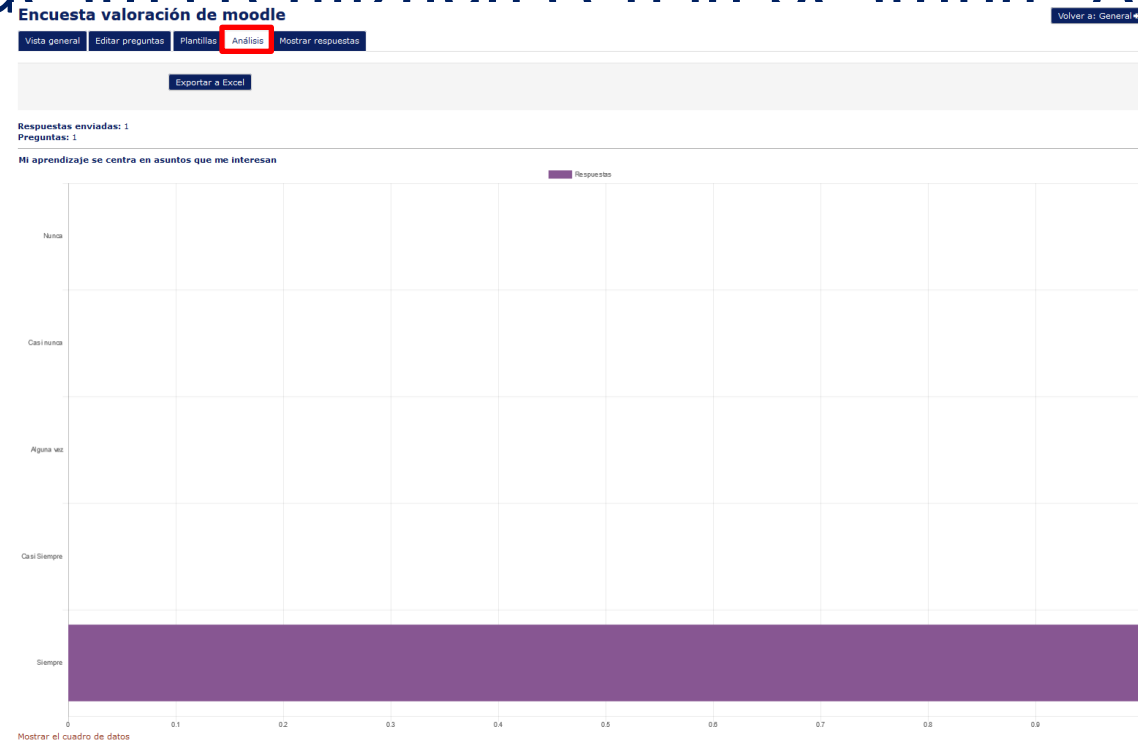 Encuesta valoración de moodle
Volver a: General
Vista general Editar preguntas Plantillas Análisis Mostrar respuestas
Exportar a Excel
Respuestas enviadas: 1
Preguntas: 1
Mi aprendizaje se centra en asuntos que me interesan
Respuestas
Nunca
Casi nunca
Alguna vez
Casi Siempre
Siempre
0 0.1 0.2 0.3 0.4 0.5 0.6 0.7 0.8 0.9
Mostrar el cuadro de datos